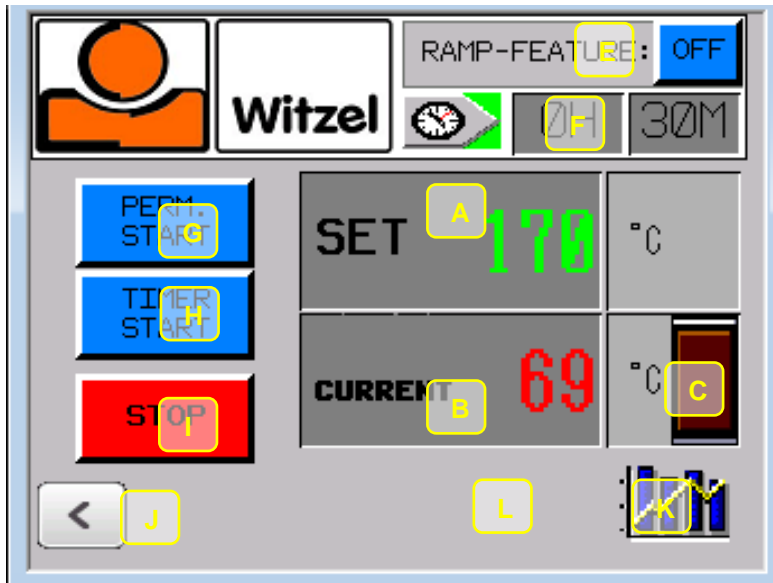 RAMP-FEATURE: OFF
E
Witzel
0H 30M
F
PERM.
START
G
SET 170 °C
A
TIMER
START
H
CURRENT 69 °C
B
C
STOP
I
<
J
L
K